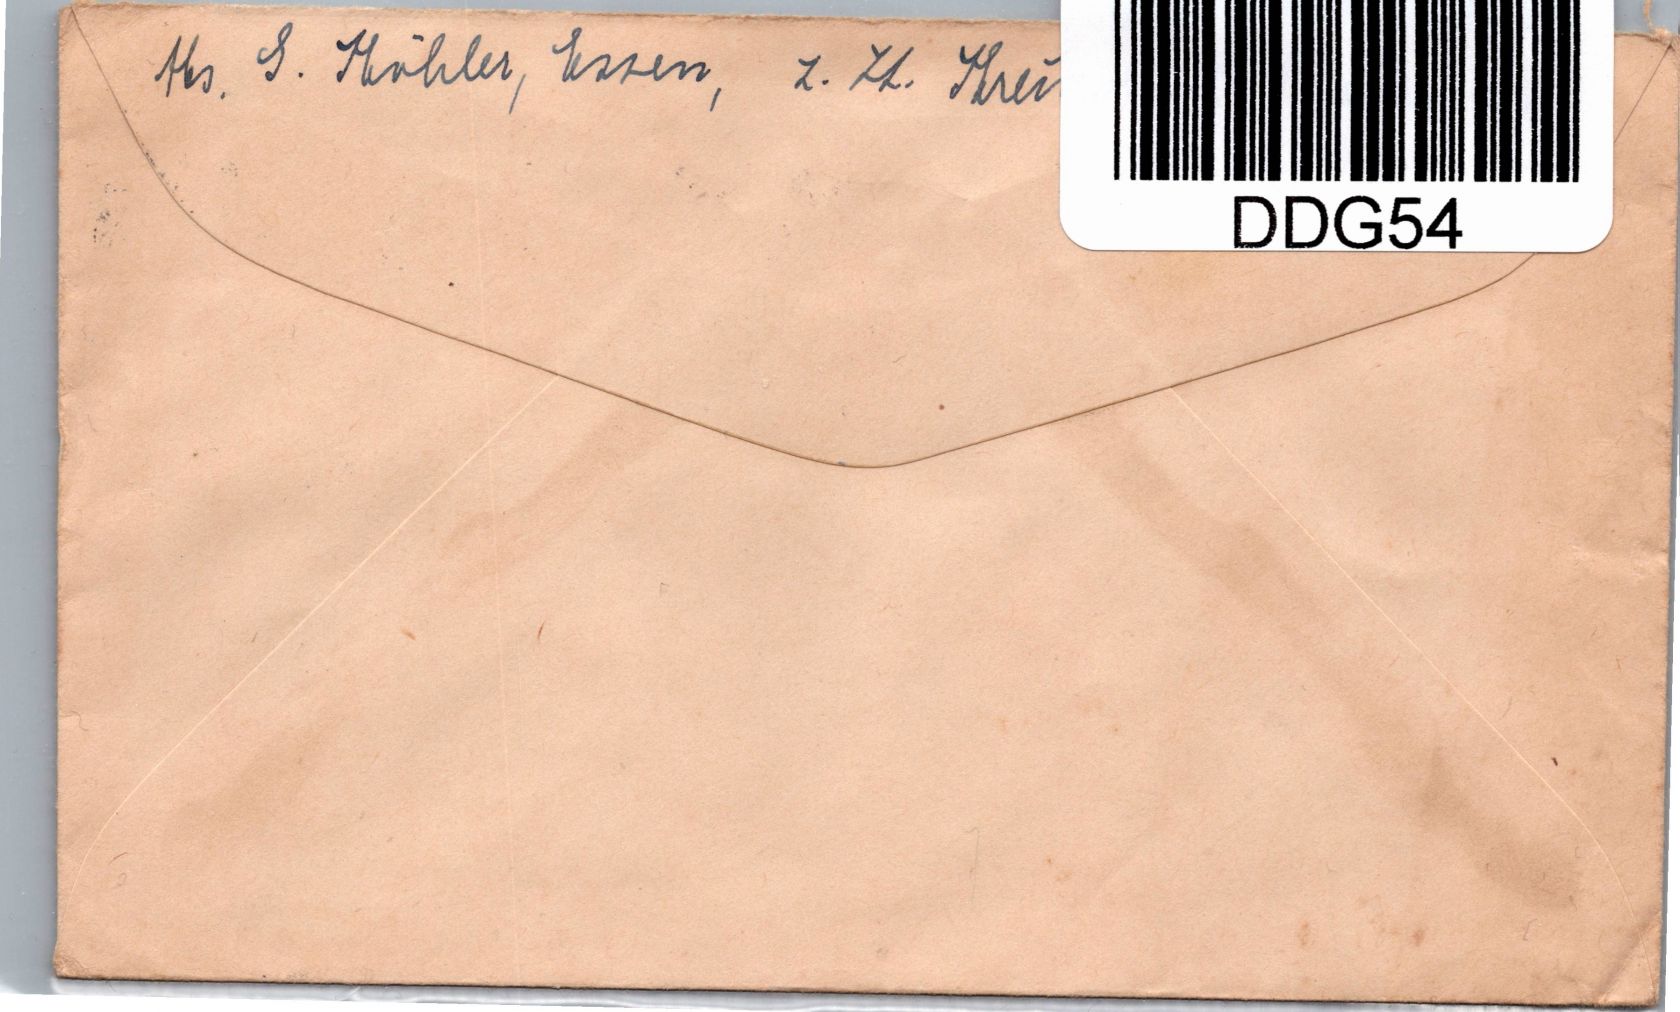 Abs. G. Köhler, Essen, z. Zt.
DDG54